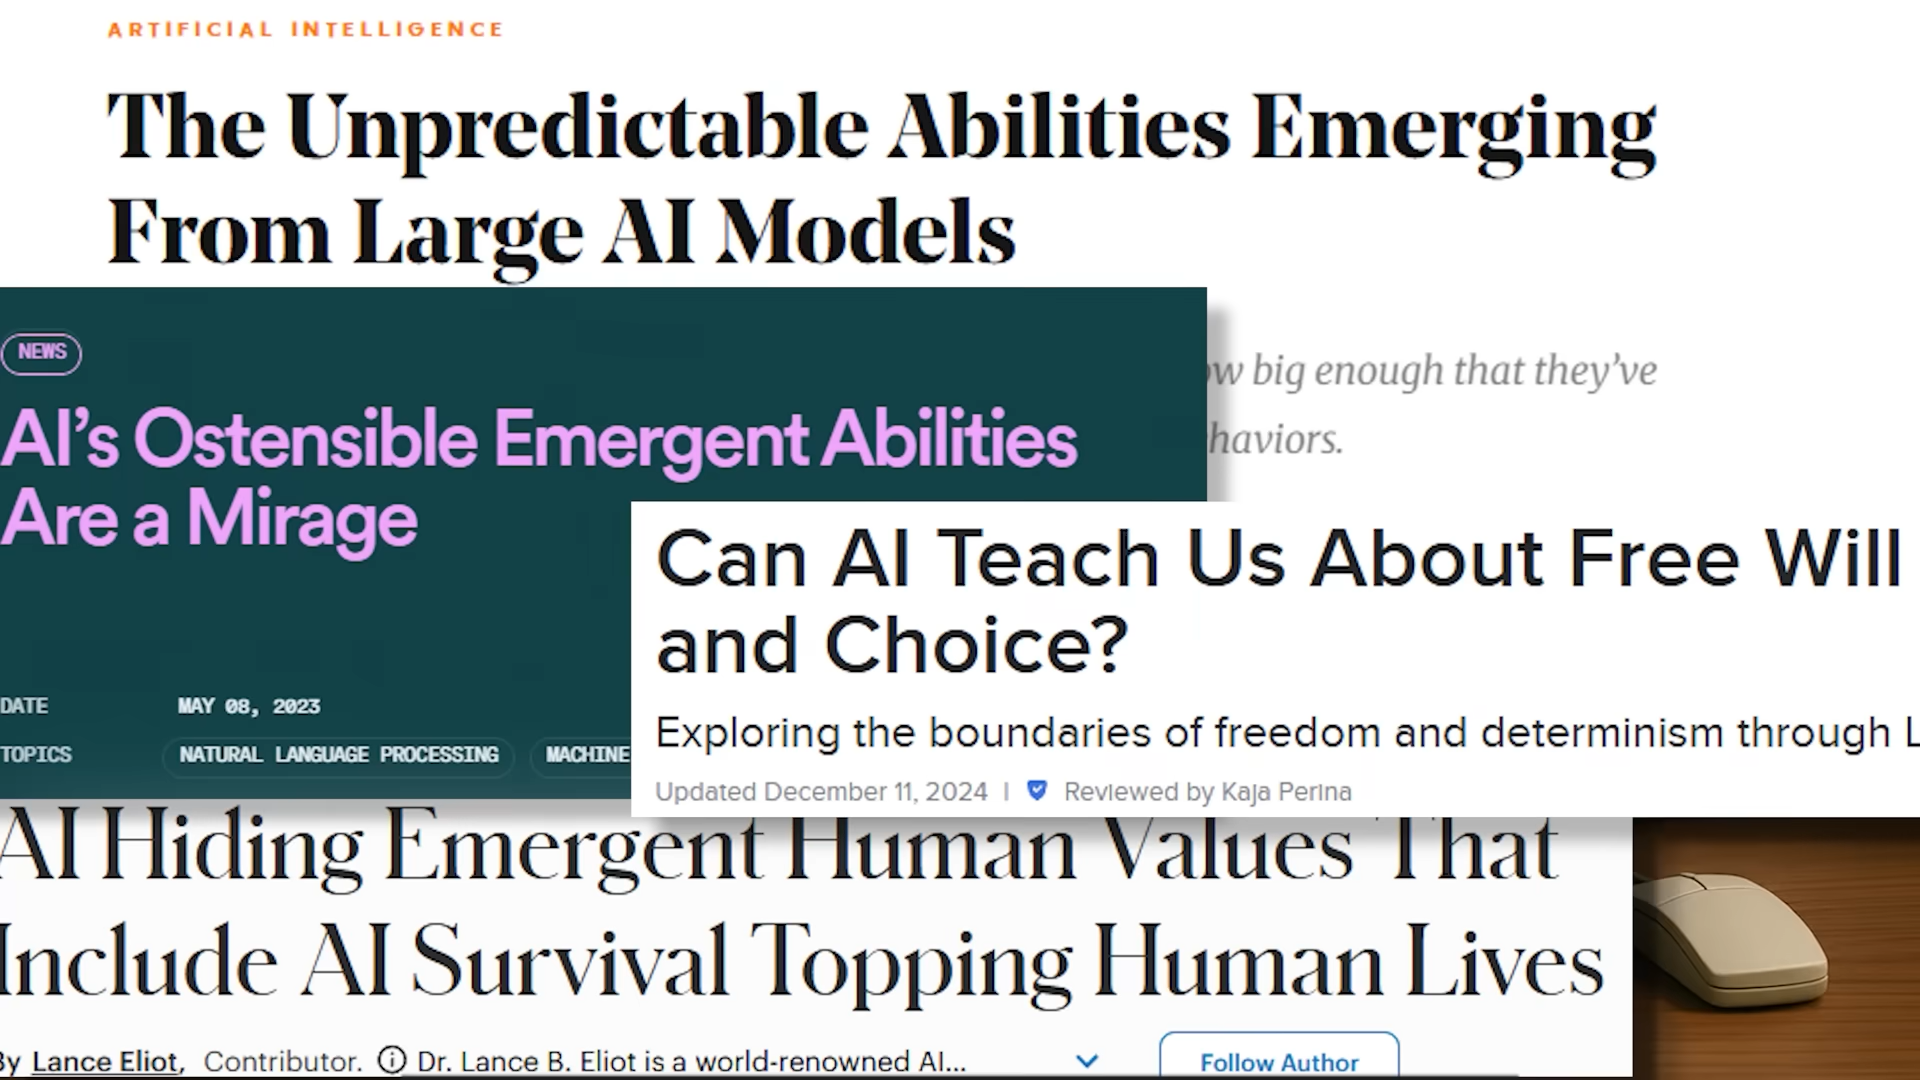 ARTIFICIAL INTELLIGENCE
The Unpredictable Abilities Emerging
From Large AI Models
big enough that they've
NEWS
AI's Ostensible Emergent Abilities
Are a Mirage
DATE MAY 08, 2023
TOPICS NATURAL LANGUAGE PROCESSING MACHINE
Can AI Teach Us About Free Will
and Choice?
Exploring the boundaries of freedom and determinism through L
Updated December 11, 2024 | Reviewed by Kaja Perina
AI Hiding Emergent Human Values That
Include AI Survival Topping Human Lives
By Lance Eliot, Contributor. Dr. Lance B. Eliot is a world-renowned AI...
Follow Author